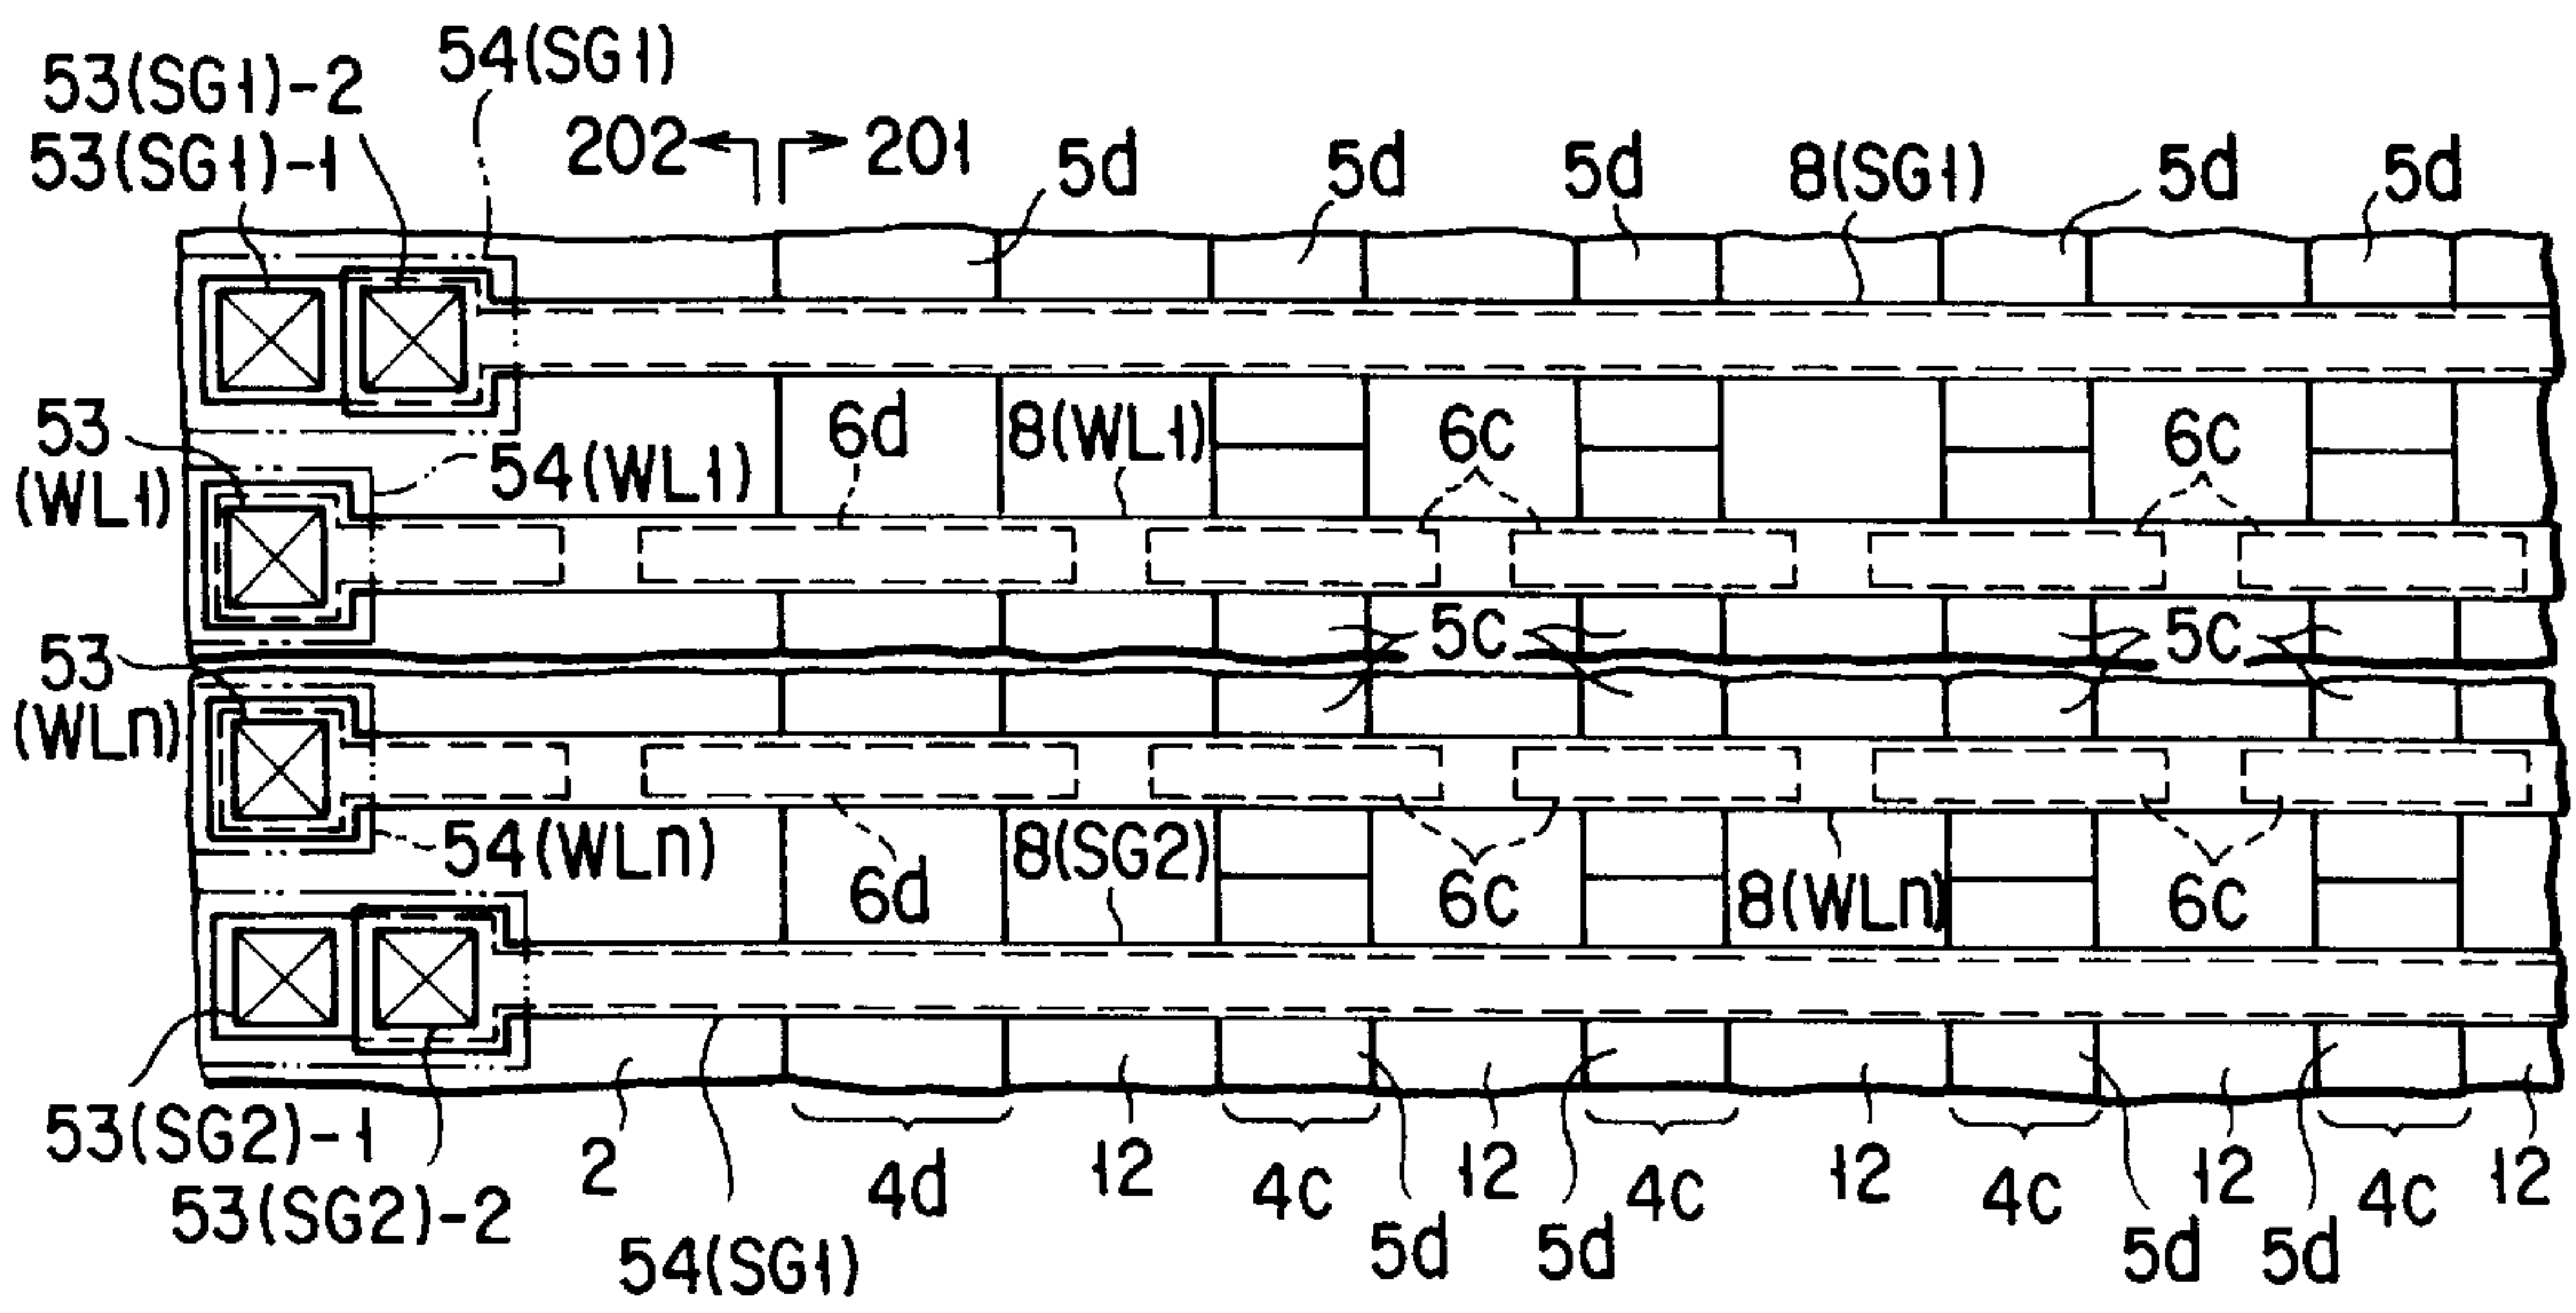 54(SG1)
53(SG1)-2
53(SG1)-1
202 201
5d 5d 5d 8(SG1) 5d 5d
53
(WL1)
6d 8(WL1) 6c 6c
54(WL1)
5c 5c
53
(WLn)
54(WLn) 8(SG2)
6d 6c 8(WLn) 6c
53(SG2)-1
53(SG2)-2
2 4d 12 4c 12 4c 12 4c 12 4c 12
54(SG1) 5d 5d 5d 5d